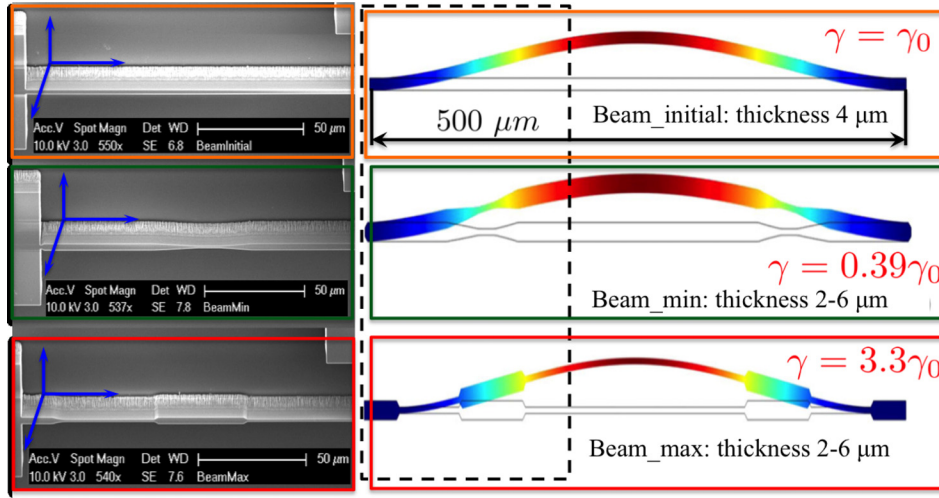 γ = γ₀
Acc.V Spot Magn Det WD 50 µm
10.0 kV 3.0 550x SE 6.8 BeamInitial
Beam_initial: thickness 4 µm
500 µm
Acc.V Spot Magn Det WD 50 µm
10.0 kV 3.0 537x SE 7.8 BeamMin
γ = 0.39γ₀
Beam_min: thickness 2-6 µm
γ = 3.3γ₀
Acc.V Spot Magn Det WD 50 µm
10.0 kV 3.0 540x SE 7.6 BeamMax
Beam_max: thickness 2-6 µm